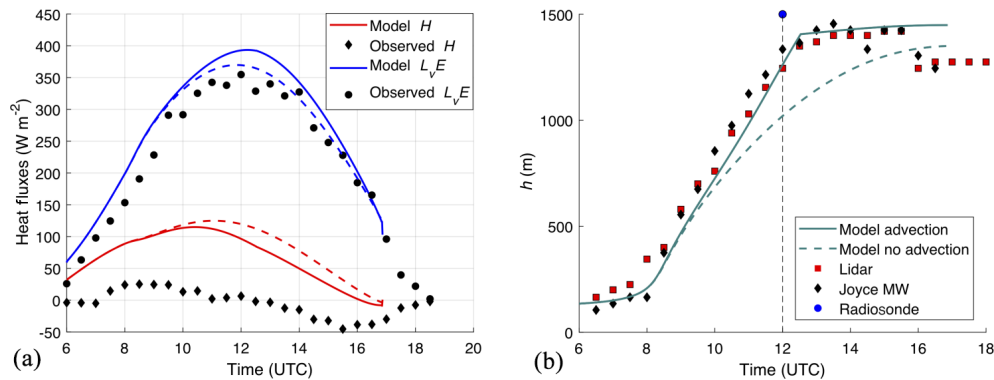 450
400
350
300
250
200
150
100
50
0
-50
Heat fluxes (W m-2)
6 8 10 12 14 16 18 20
Time (UTC)
Model H
Observed H
Model LvE
Observed LvE
(a)
1500
1000
500
0
h (m)
6 8 10 12 14 16 18
Time (UTC)
Model advection
Model no advection
Lidar
Joyce MW
Radiosonde
(b)